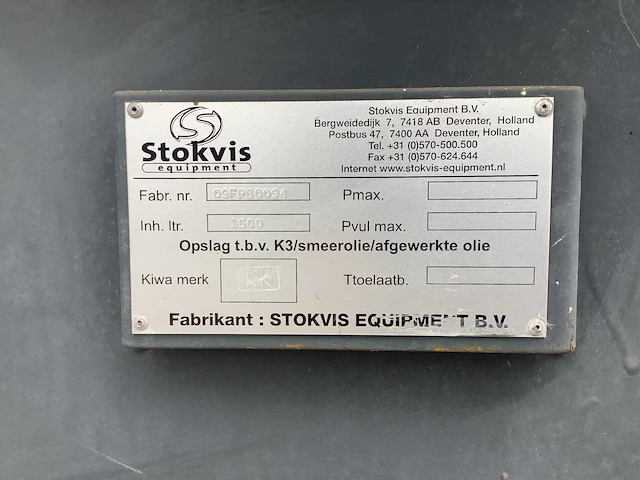 Stokvis
equipment
Stokvis Equipment B.V.
Bergweidedijk 7, 7418 AB Deventer, Holland
Postbus 47, 7400 AA Deventer, Holland
Tel. +31 (0)570-500.500
Fax +31 (0)570-624.644
Internet www.stokvis-equipment.nl
Fabr. nr.
Pmax.
Inh. ltr. 1500
Pvul max.
Opslag t.b.v. K3/smeerolie/afgewerkte olie
Kiwa merk KK
Ttoelaatb.
Fabrikant : STOKVIS EQUIPMENT B.V.